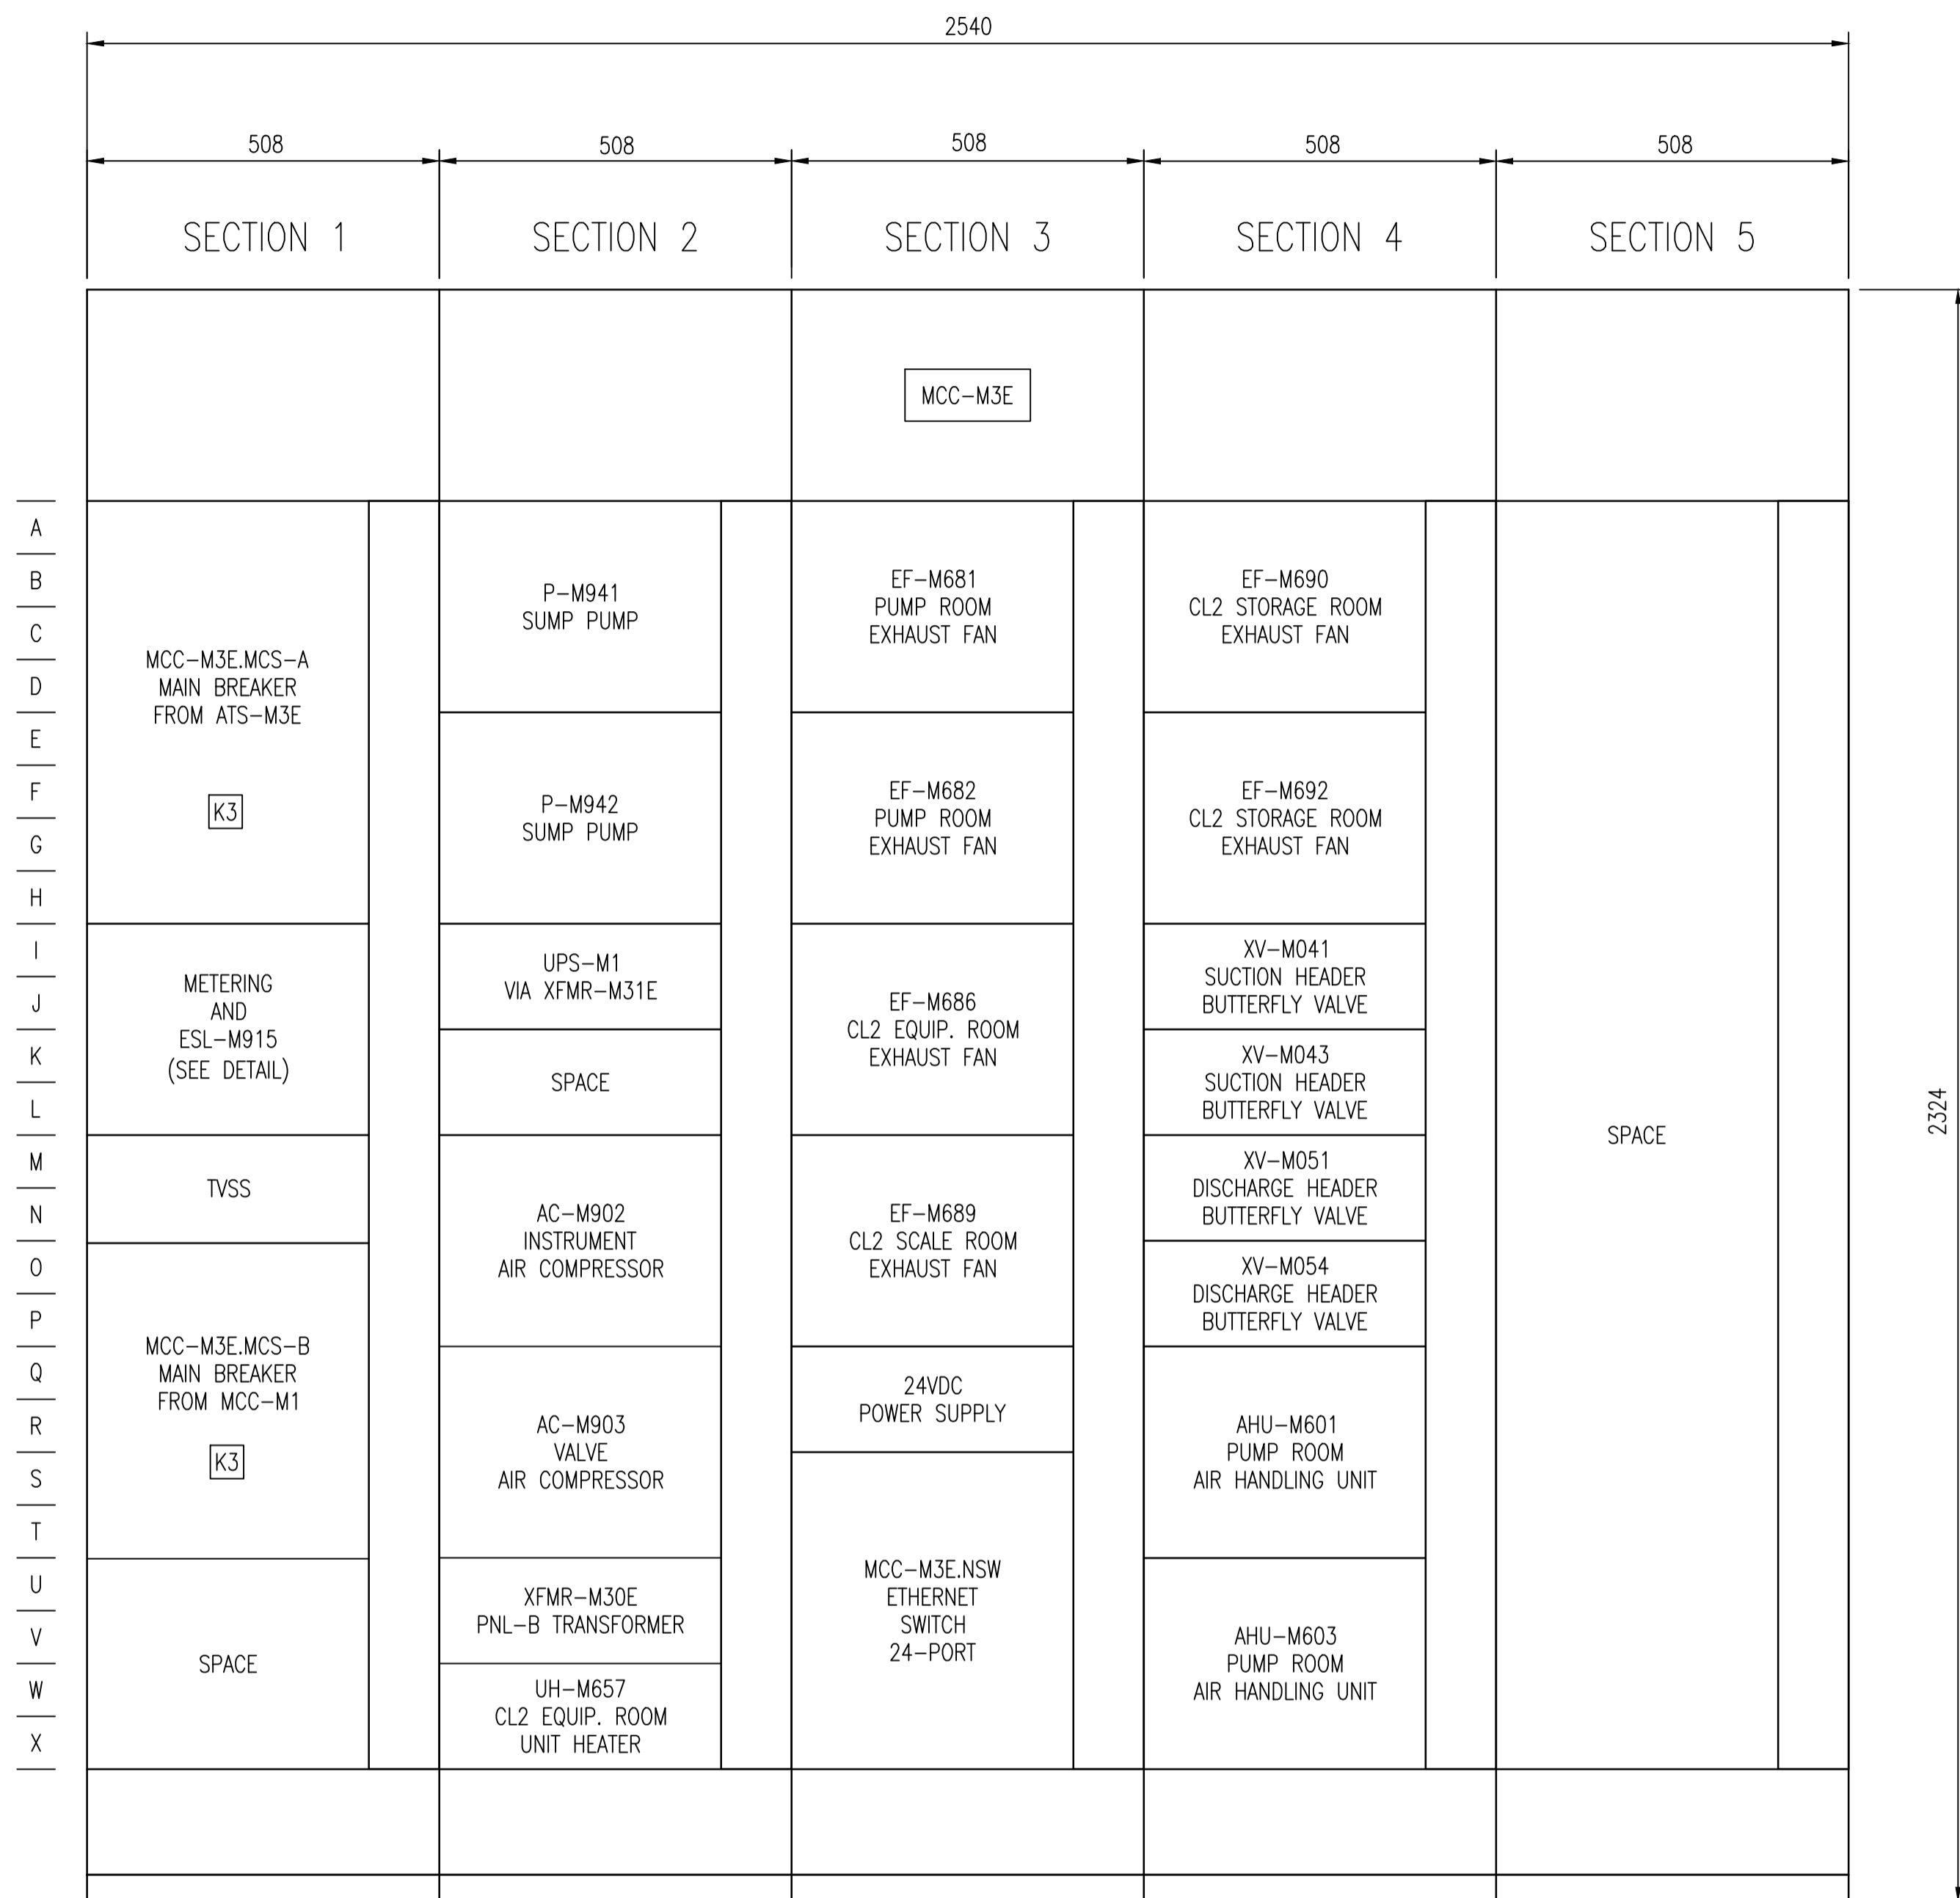 2540
508
508
508
508
508
SECTION 1
SECTION 2
SECTION 3
SECTION 4
SECTION 5
MCC-M3E
A
B
C
D
E
F
G
H
I
J
K
L
M
N
O
P
Q
R
S
T
U
V
W
X
MCC-M3E.MCS-A
MAIN BREAKER
FROM ATS-M3E
K3
METERING
AND
ESL-M915
(SEE DETAIL)
TVSS
MCC-M3E.MCS-B
MAIN BREAKER
FROM MCC-M1
K3
SPACE
P-M941
SUMP PUMP
P-M942
SUMP PUMP
UPS-M1
VIA XFMR-M31E
SPACE
AC-M902
INSTRUMENT
AIR COMPRESSOR
AC-M903
VALVE
AIR COMPRESSOR
XFMR-M30E
PNL-B TRANSFORMER
UH-M657
CL2 EQUIP. ROOM
UNIT HEATER
EF-M681
PUMP ROOM
EXHAUST FAN
EF-M682
PUMP ROOM
EXHAUST FAN
EF-M686
CL2 EQUIP. ROOM
EXHAUST FAN
EF-M689
CL2 SCALE ROOM
EXHAUST FAN
24VDC
POWER SUPPLY
MCC-M3E.NSW
ETHERNET
SWITCH
24-PORT
EF-M690
CL2 STORAGE ROOM
EXHAUST FAN
EF-M692
CL2 STORAGE ROOM
EXHAUST FAN
XV-M041
SUCTION HEADER
BUTTERFLY VALVE
XV-M043
SUCTION HEADER
BUTTERFLY VALVE
XV-M051
DISCHARGE HEADER
BUTTERFLY VALVE
XV-M054
DISCHARGE HEADER
BUTTERFLY VALVE
AHU-M601
PUMP ROOM
AIR HANDLING UNIT
AHU-M603
PUMP ROOM
AIR HANDLING UNIT
SPACE
2324